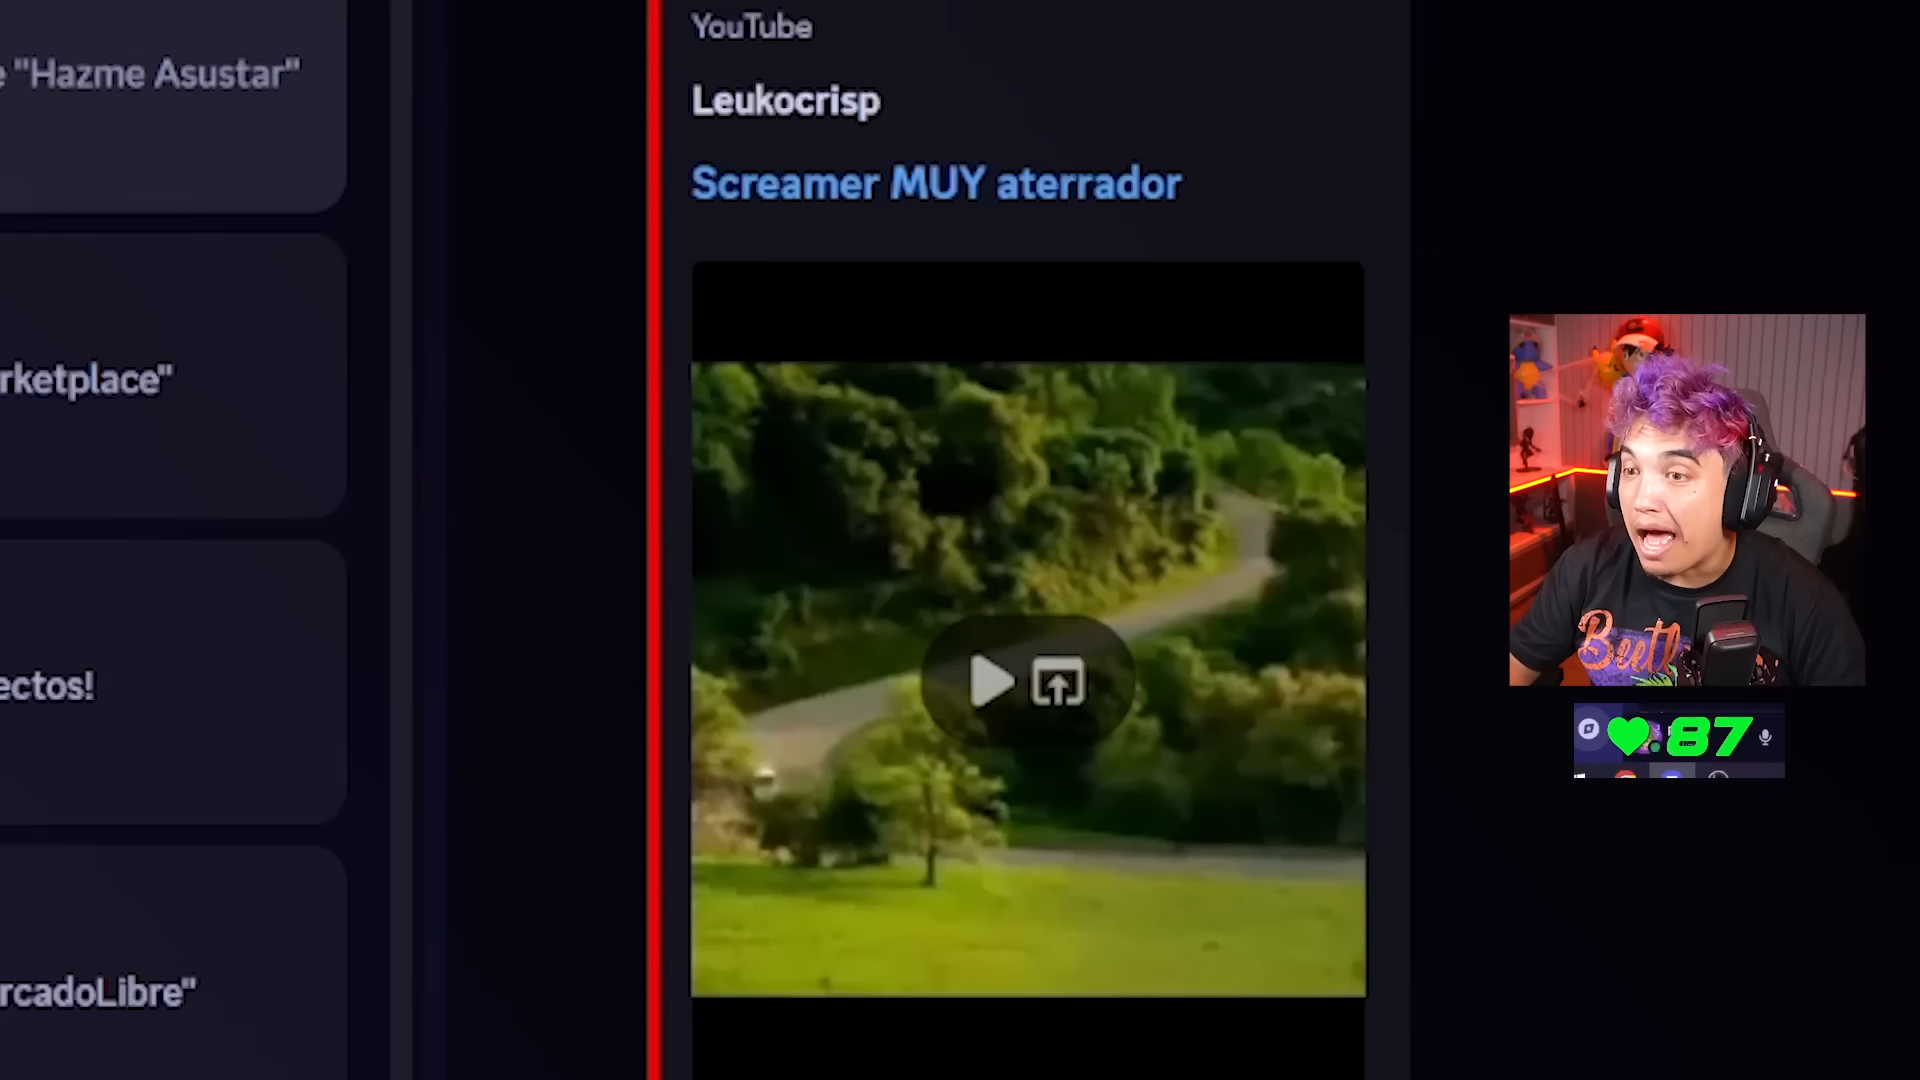 e "Hazme Asustar"
rketplace"
ectos!
rcadoLibre"
YouTube
Leukocrisp
Screamer MUY aterrador
Beetl
87